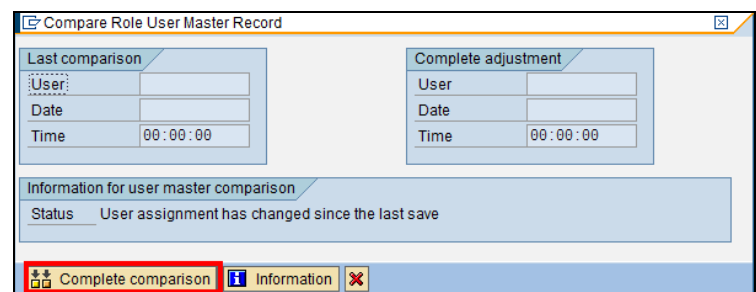 Compare Role User Master Record
Last comparison
User
Date
Time 00:00:00
Complete adjustment
User
Date
Time 00:00:00
Information for user master comparison
Status User assignment has changed since the last save
Complete comparison Information